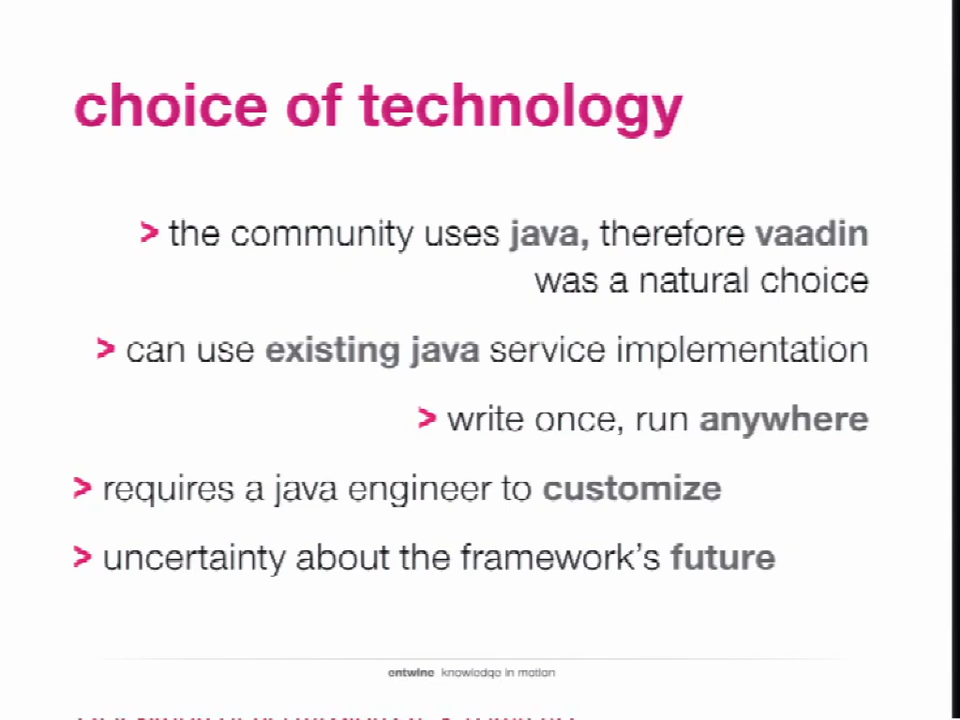 choice of technology
> the community uses java, therefore vaadin
was a natural choice
> can use existing java service implementation
> write once, run anywhere
> requires a java engineer to customize
> uncertainty about the framework's future
entwine knowledge in motion